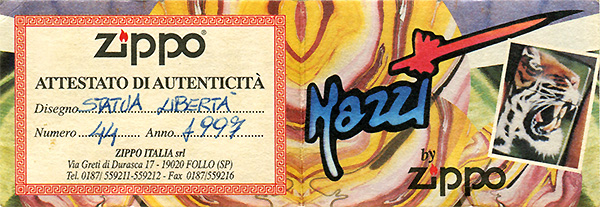 Zippo®
ATTESTATO DI AUTENTICITÀ
Disegno STATUA LIBERTÀ
Numero 44 Anno 1997
ZIPPO ITALIA srl
Via Greti di Durasca 17 - 19020 FOLLO (SP)
Tel. 0187/ 559211-559212 - Fax 0187/559216
Mazzi
by
Zippo